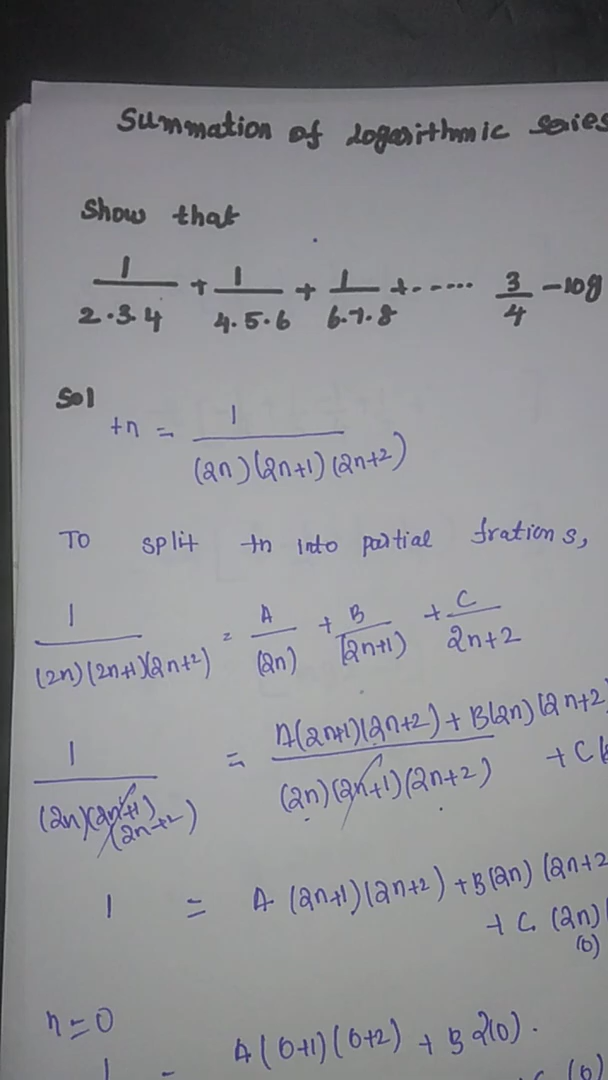 Summation of Logarithmic series
Show that
1/2.3.4 + 1/4.5.6 + 1/6.7.8 + ...... 3/4 - log
Sol
tn = 1/(2n)(2n+1)(2n+2)
To split tn into partial frations,
1/(2n)(2n+1)(2n+2) = A/(2n) + B/(2n+1) + C/2n+2
1/(2n)(2n+1)(2n+2) = A(2n+1)(2n+2) + B(2n)(2n+2) + C/(2n)(2n+1)(2n+2)
1 = A (2n+1)(2n+2) + B(2n) (2n+2
+ C (2n)
(0)
n=0
1 = A(0+1)(0+2) + B 2(0).
(0)